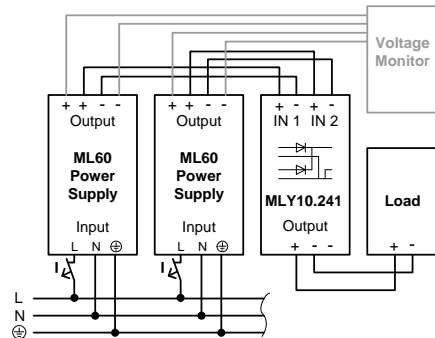 Voltage
Monitor
+ + - -
Output
ML60
Power
Supply
Input
L N
I
+ + - -
Output
ML60
Power
Supply
Input
L N
I
+ - + -
IN 1 IN 2
MLY10.241
Output
+ - -
Load
+ -
L
N